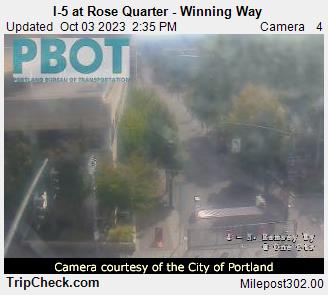 I-5 at Rose Quarter - Winning Way
Updated Oct 03 2023 2:35 PM Camera 4
PBOT
PORTLAND BUREAU OF TRANSPORTATION
Camera courtesy of the City of Portland
TripCheck.com Milepost302.00